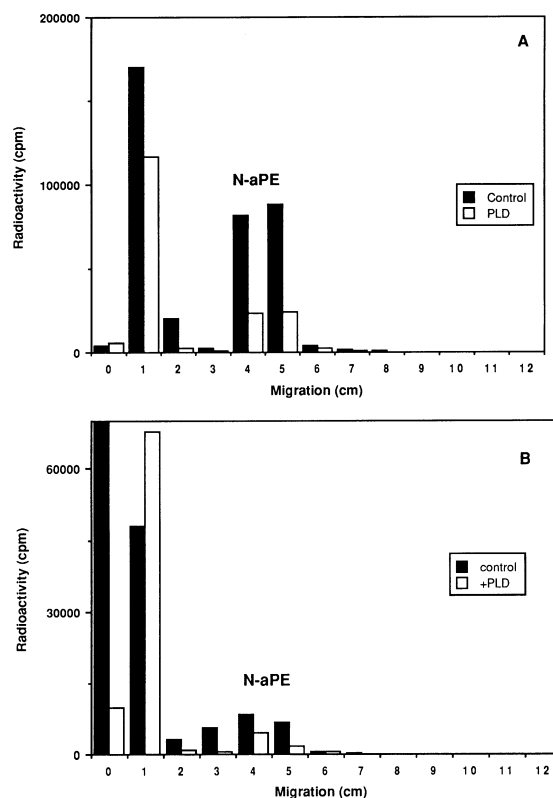 200000
A
Radioactivity (cpm)
N-aPE
100000
Control
PLD
0
0 1 2 3 4 5 6 7 8 9 10 11 12
Migration (cm)
B
60000
Radioactivity (cpm)
control
+PLD
30000
N-aPE
0
0 1 2 3 4 5 6 7 8 9 10 11 12
Migration (cm)